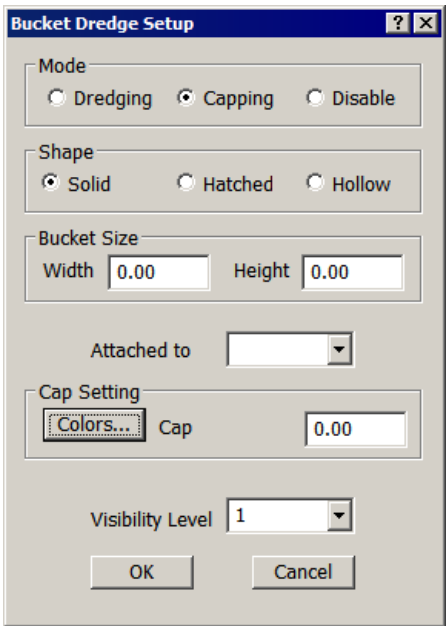 Bucket Dredge Setup ? X
Mode
Dredging Capping Disable
Shape
Solid Hatched Hollow
Bucket Size
Width 0.00 Height 0.00
Attached to
Cap Setting
Colors... Cap 0.00
Visibility Level 1
OK Cancel